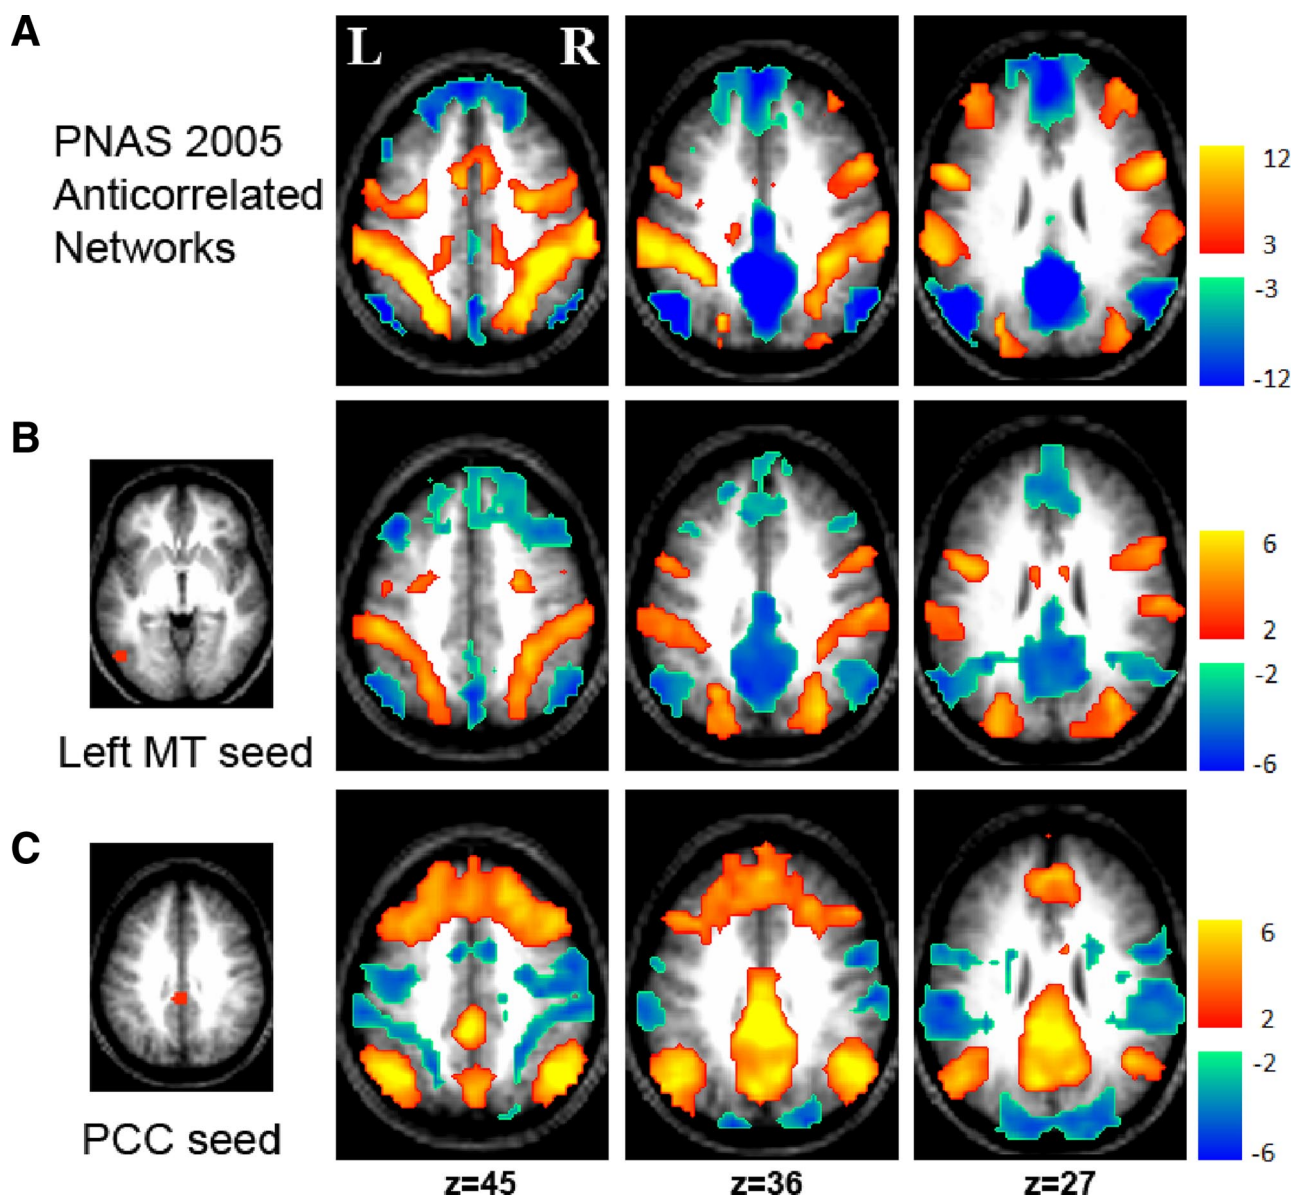 A
L R
PNAS 2005
Anticorrelated
Networks
12
3
-3
-12
B
Left MT seed
6
2
-2
-6
C
PCC seed
6
2
-2
-6
z=45 z=36 z=27